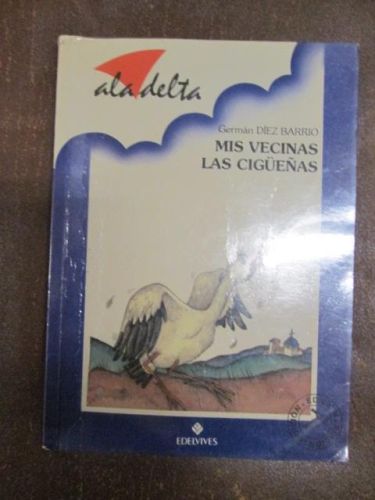 ala delta
Germán DÍEZ BARRIO
MIS VECINAS
LAS CIGÜEÑAS
EDELVIVES